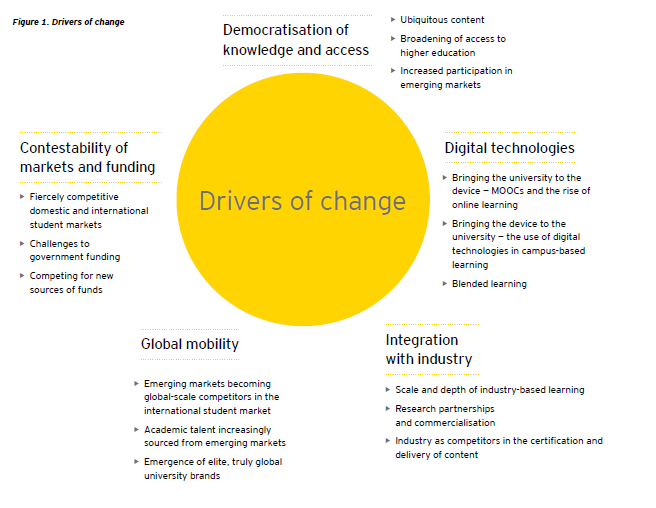 Figure 1. Drivers of change
Democratisation of
knowledge and access
Ubiquitous content
Broadening of access to
higher education
Increased participation in
emerging markets
Contestability of
markets and funding
Fiercely competitive
domestic and international
student markets
Challenges to
government funding
Competing for new
sources of funds
Drivers of change
Digital technologies
Bringing the university to the
device – MOOCs and the rise of
online learning
Bringing the device to the
university – the use of digital
technologies in campus-based
learning
Blended learning
Global mobility
Emerging markets becoming
global-scale competitors in the
international student market
Academic talent increasingly
sourced from emerging markets
Emergence of elite, truly global
university brands
Integration
with industry
Scale and depth of industry-based learning
Research partnerships
and commercialisation
Industry as competitors in the certification and
delivery of content